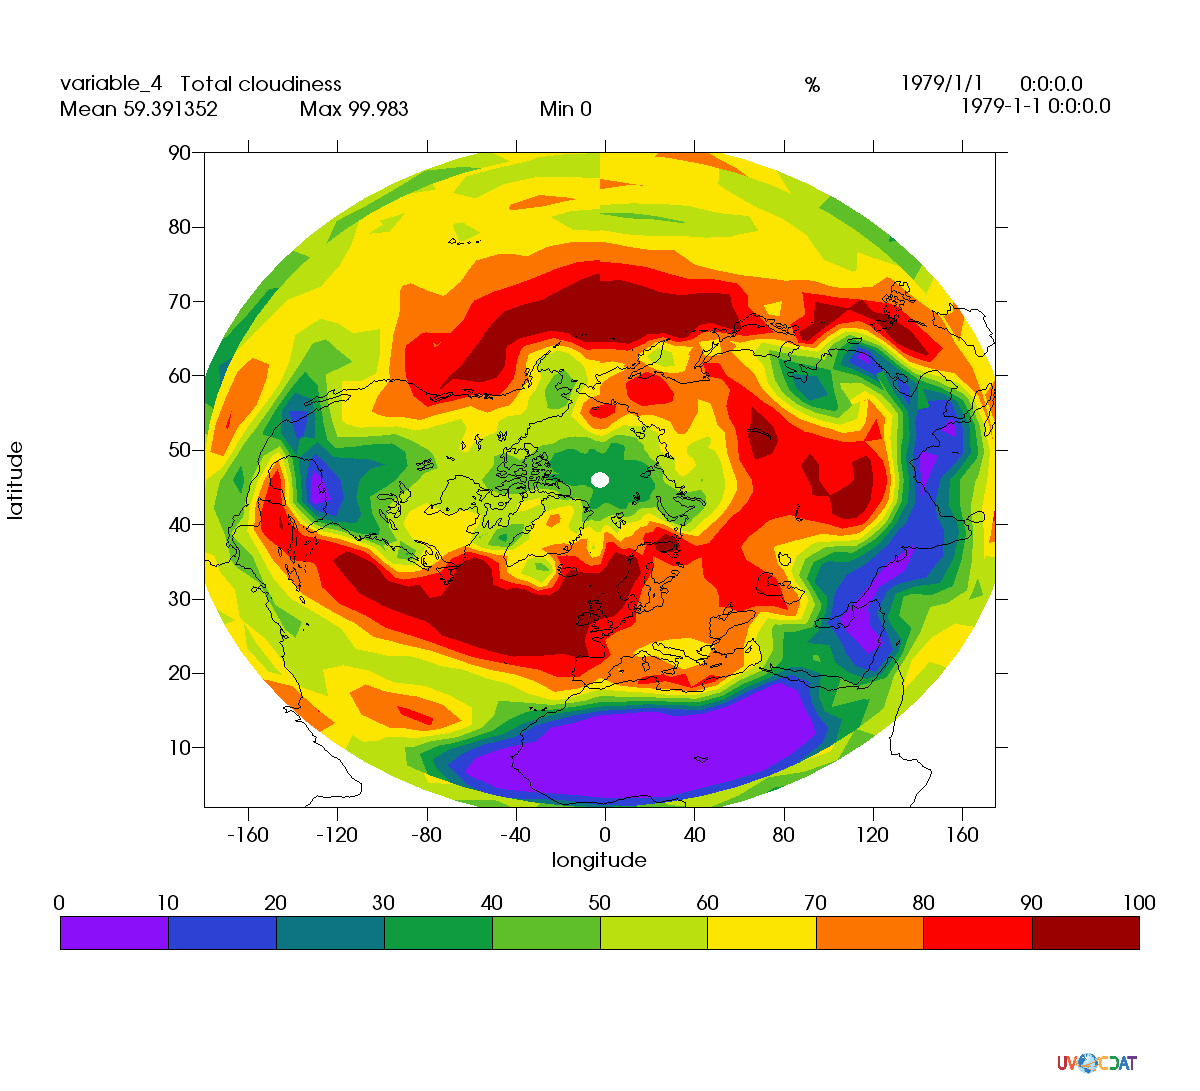 variable_4 Total cloudiness % 1979/1/1 0:0:0.0
Mean 59.391352 Max 99.983 Min 0 1979-1-1 0:0:0.0
90
80
70
60
50
40
30
20
10
latitude
-160 -120 -80 -40 0 40 80 120 160
longitude
0 10 20 30 40 50 60 70 80 90 100
UV CDAT